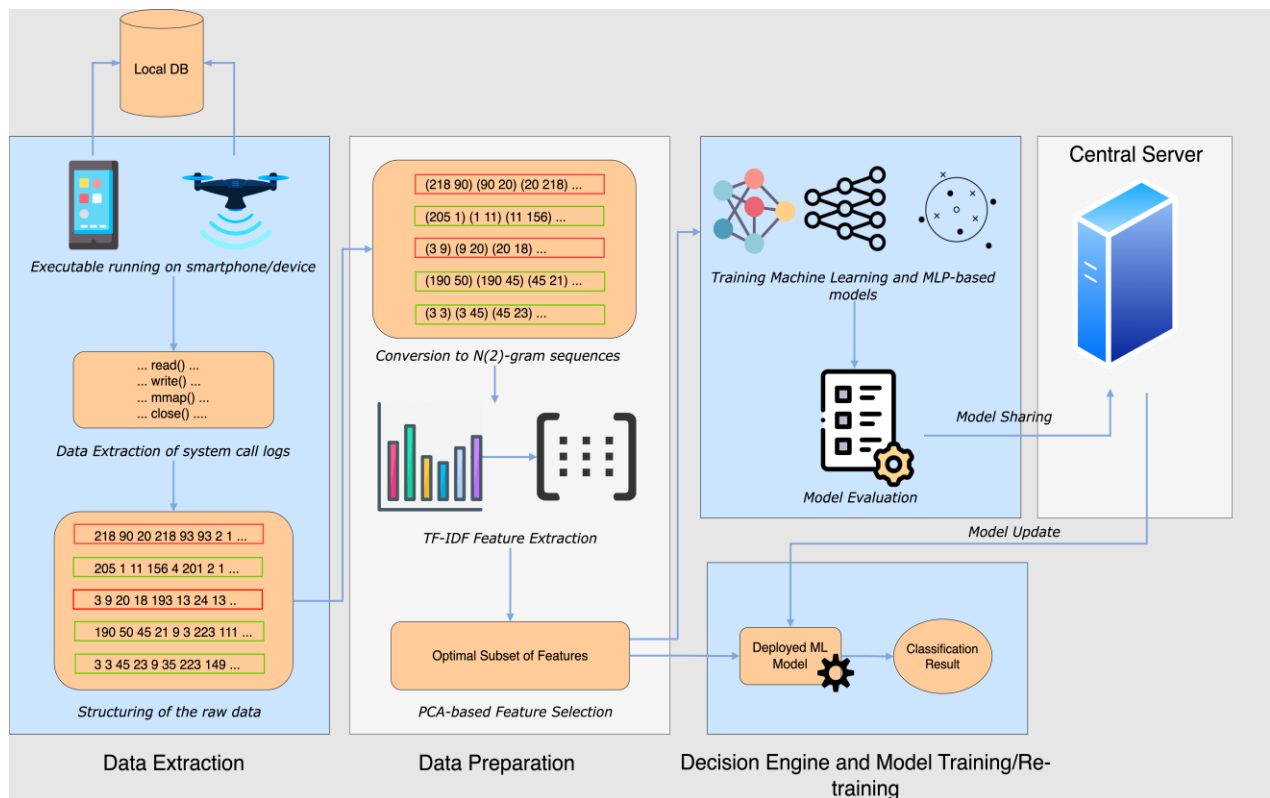 Local DB
Executable running on smartphone/device
... read() ...
... write() ...
... mmap() ...
... close() ....
Data Extraction of system call logs
218 90 20 218 93 93 2 1 ...
205 1 11 156 4 201 2 1 ...
3 9 20 18 193 13 24 13 ..
190 50 45 21 9 3 223 111 ...
3 3 45 23 9 35 223 149 ...
Structuring of the raw data
Data Extraction
(218 90) (90 20) (20 218) ...
(205 1) (1 11) (11 156) ...
(3 9) (9 20) (20 18) ...
(190 50) (190 45) (45 21) ...
(3 3) (3 45) (45 23) ...
Conversion to N(2)-gram sequences
TF-IDF Feature Extraction
Optimal Subset of Features
PCA-based Feature Selection
Data Preparation
Training Machine Learning and MLP-based
models
Model Evaluation
Model Sharing
Central Server
Model Update
Deployed ML
Model
Classification
Result
Decision Engine and Model Training/Re-
training